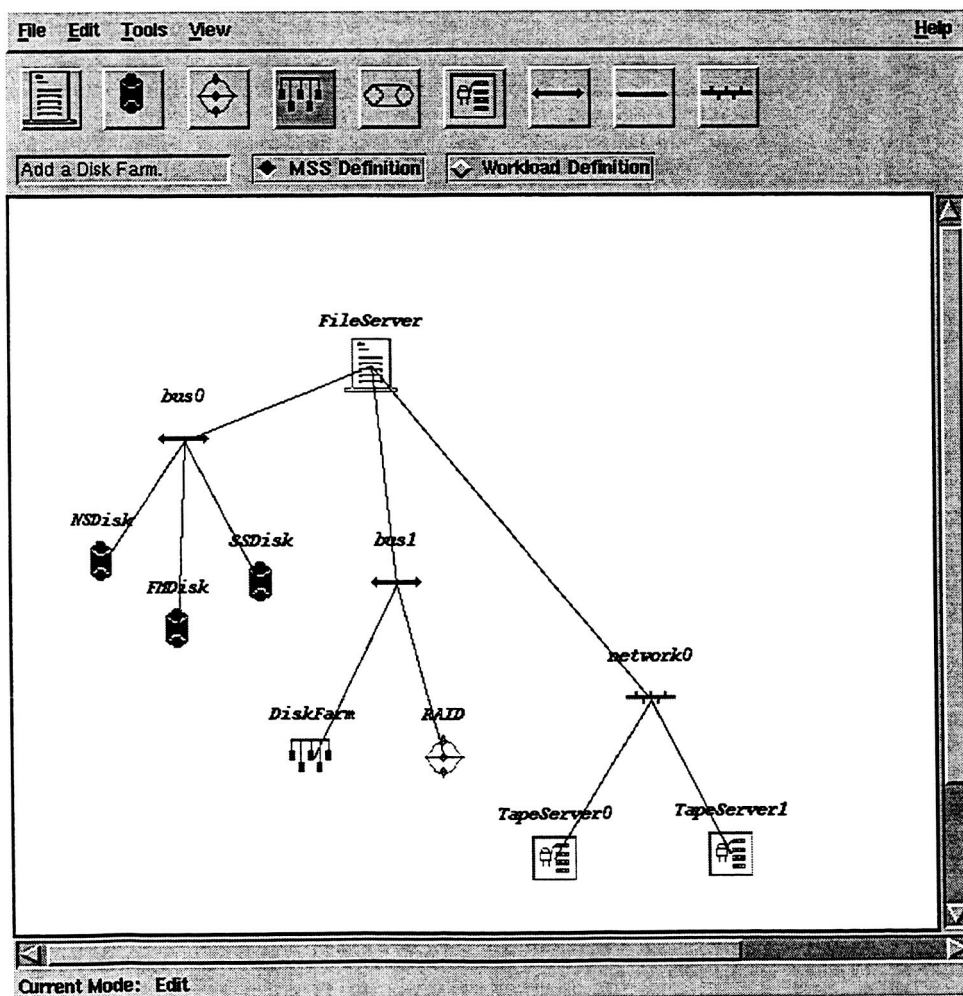 File Edit Tools View Help
Add a Disk Farm. MSS Definition Workload Definition
FileServer
bus0
NSDisk
SSDisk
bus1
FMDisk
network0
DiskFarm RAID
TapeServer0 TapeServer1
Current Mode: Edit